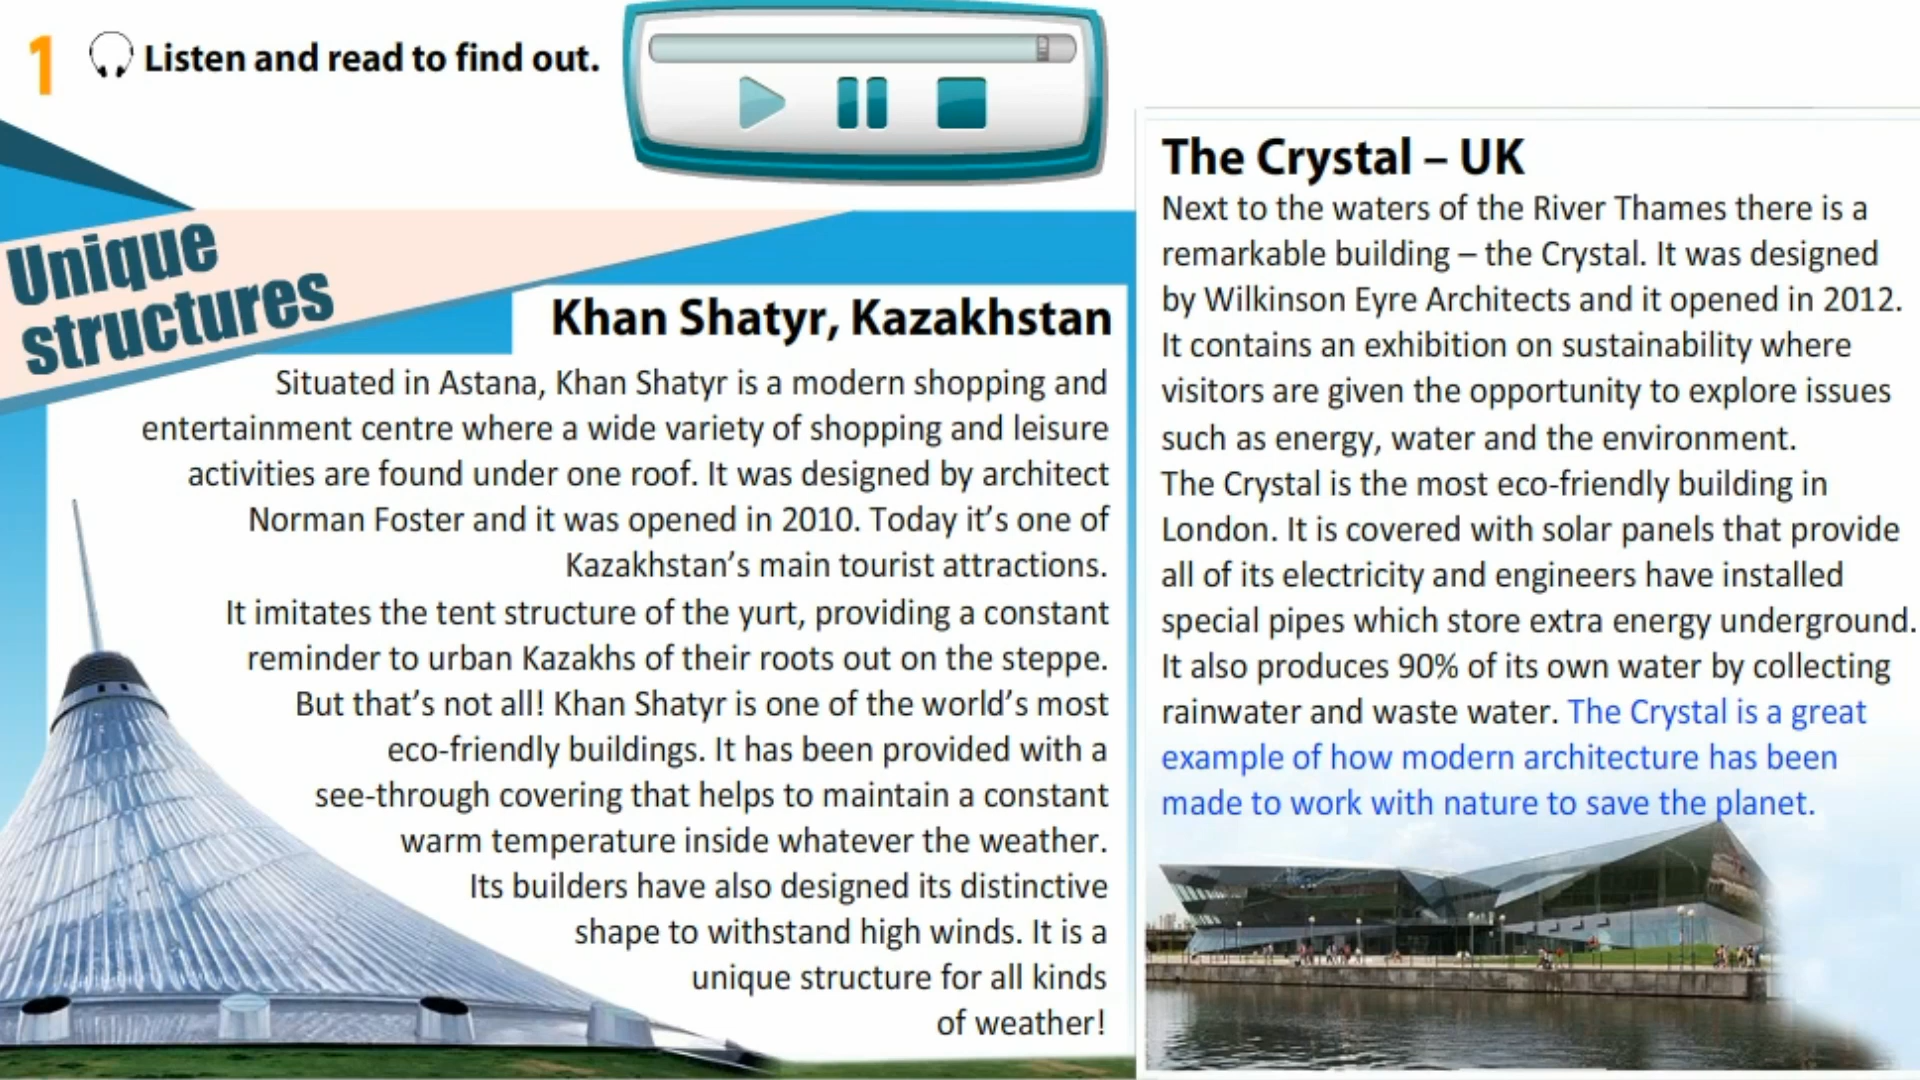 1 Listen and read to find out.
Unique
structures
Khan Shatyr, Kazakhstan
Situated in Astana, Khan Shatyr is a modern shopping and
entertainment centre where a wide variety of shopping and leisure
activities are found under one roof. It was designed by architect
Norman Foster and it was opened in 2010. Today it’s one of
Kazakhstan’s main tourist attractions.
It imitates the tent structure of the yurt, providing a constant
reminder to urban Kazakhs of their roots out on the steppe.
But that’s not all! Khan Shatyr is one of the world’s most
eco-friendly buildings. It has been provided with a
see-through covering that helps to maintain a constant
warm temperature inside whatever the weather.
Its builders have also designed its distinctive
shape to withstand high winds. It is a
unique structure for all kinds
of weather!
The Crystal – UK
Next to the waters of the River Thames there is a
remarkable building – the Crystal. It was designed
by Wilkinson Eyre Architects and it opened in 2012.
It contains an exhibition on sustainability where
visitors are given the opportunity to explore issues
such as energy, water and the environment.
The Crystal is the most eco-friendly building in
London. It is covered with solar panels that provide
all of its electricity and engineers have installed
special pipes which store extra energy underground.
It also produces 90% of its own water by collecting
rainwater and waste water. The Crystal is a great
example of how modern architecture has been
made to work with nature to save the planet.